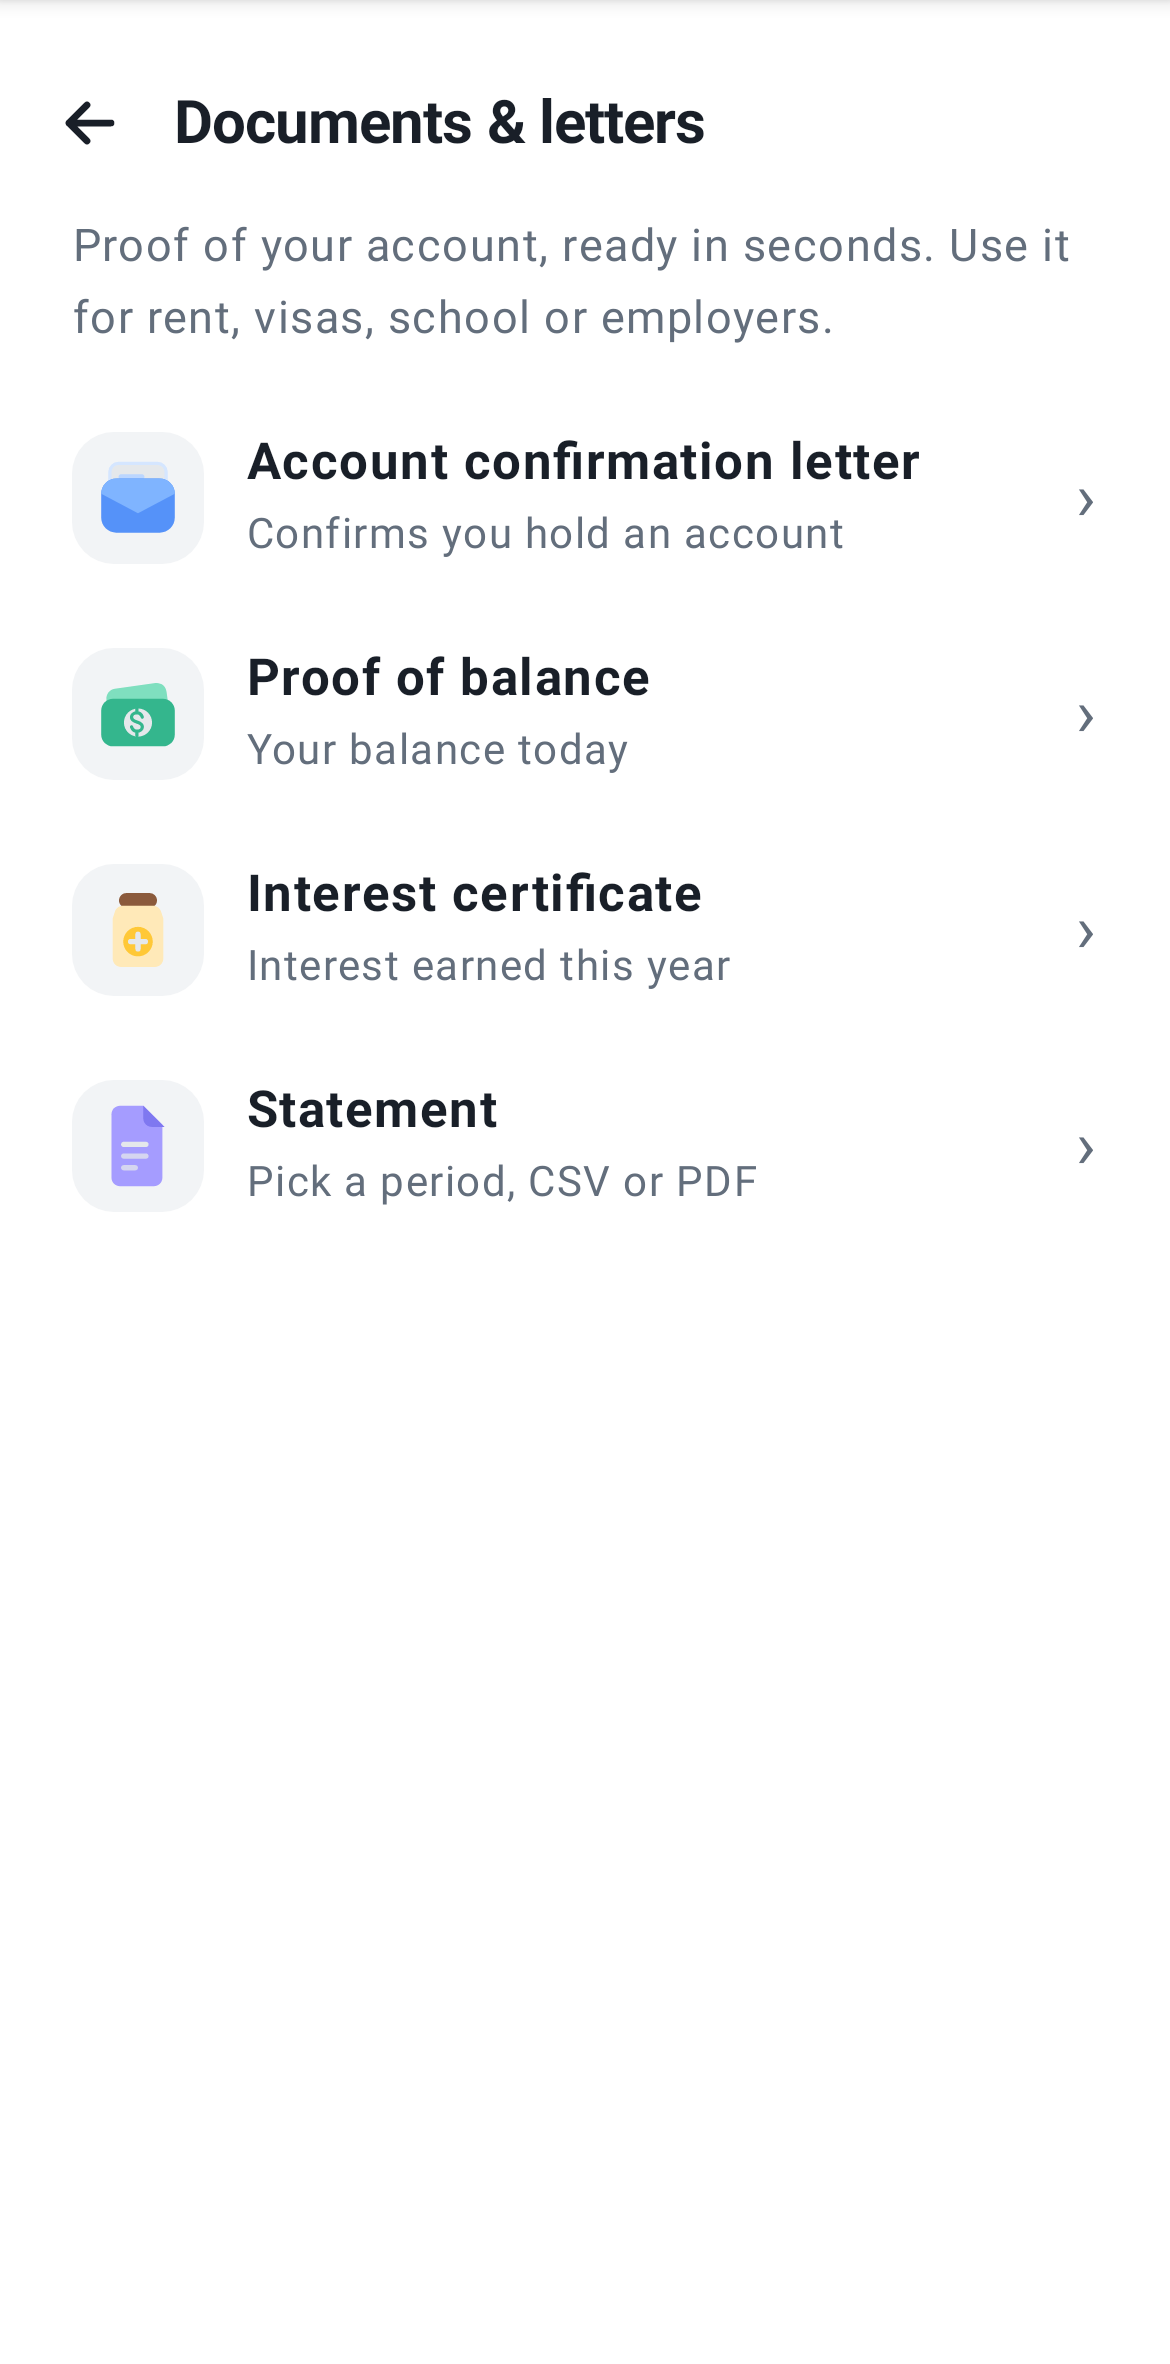 Documents & letters
Proof of your account, ready in seconds. Use it
for rent, visas, school or employers.
Account confirmation letter
Confirms you hold an account
Proof of balance
Your balance today
Interest certificate
Interest earned this year
Statement
Pick a period, CSV or PDF